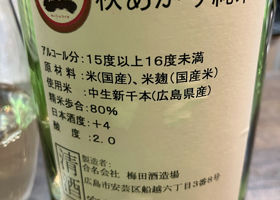 秋あがり純米
アルコール分：15度以上16度未満
原材料：米(国産)、米麹(国産米)
使用米：中生新千本(広島県産)
精米歩合：80%
日本酒度：+4
酸度：2.0
清酒
製造者：
合名会社 梅田酒造場
広島市安芸区船越六丁目3番8号